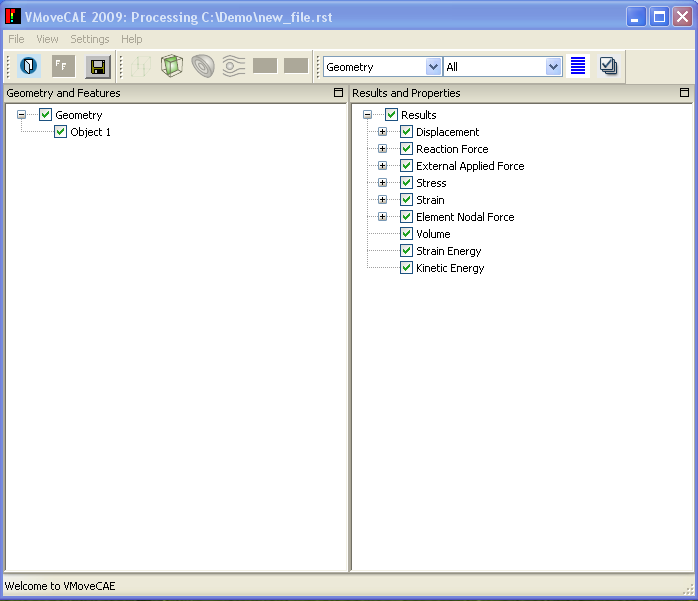 VMoveCAE 2009: Processing C:\Demo\new_file.rst
File View Settings Help
FF Geometry All
Geometry and Features
Geometry
Object 1
Results and Properties
Results
Displacement
Reaction Force
External Applied Force
Stress
Strain
Element Nodal Force
Volume
Strain Energy
Kinetic Energy
Welcome to VMoveCAE